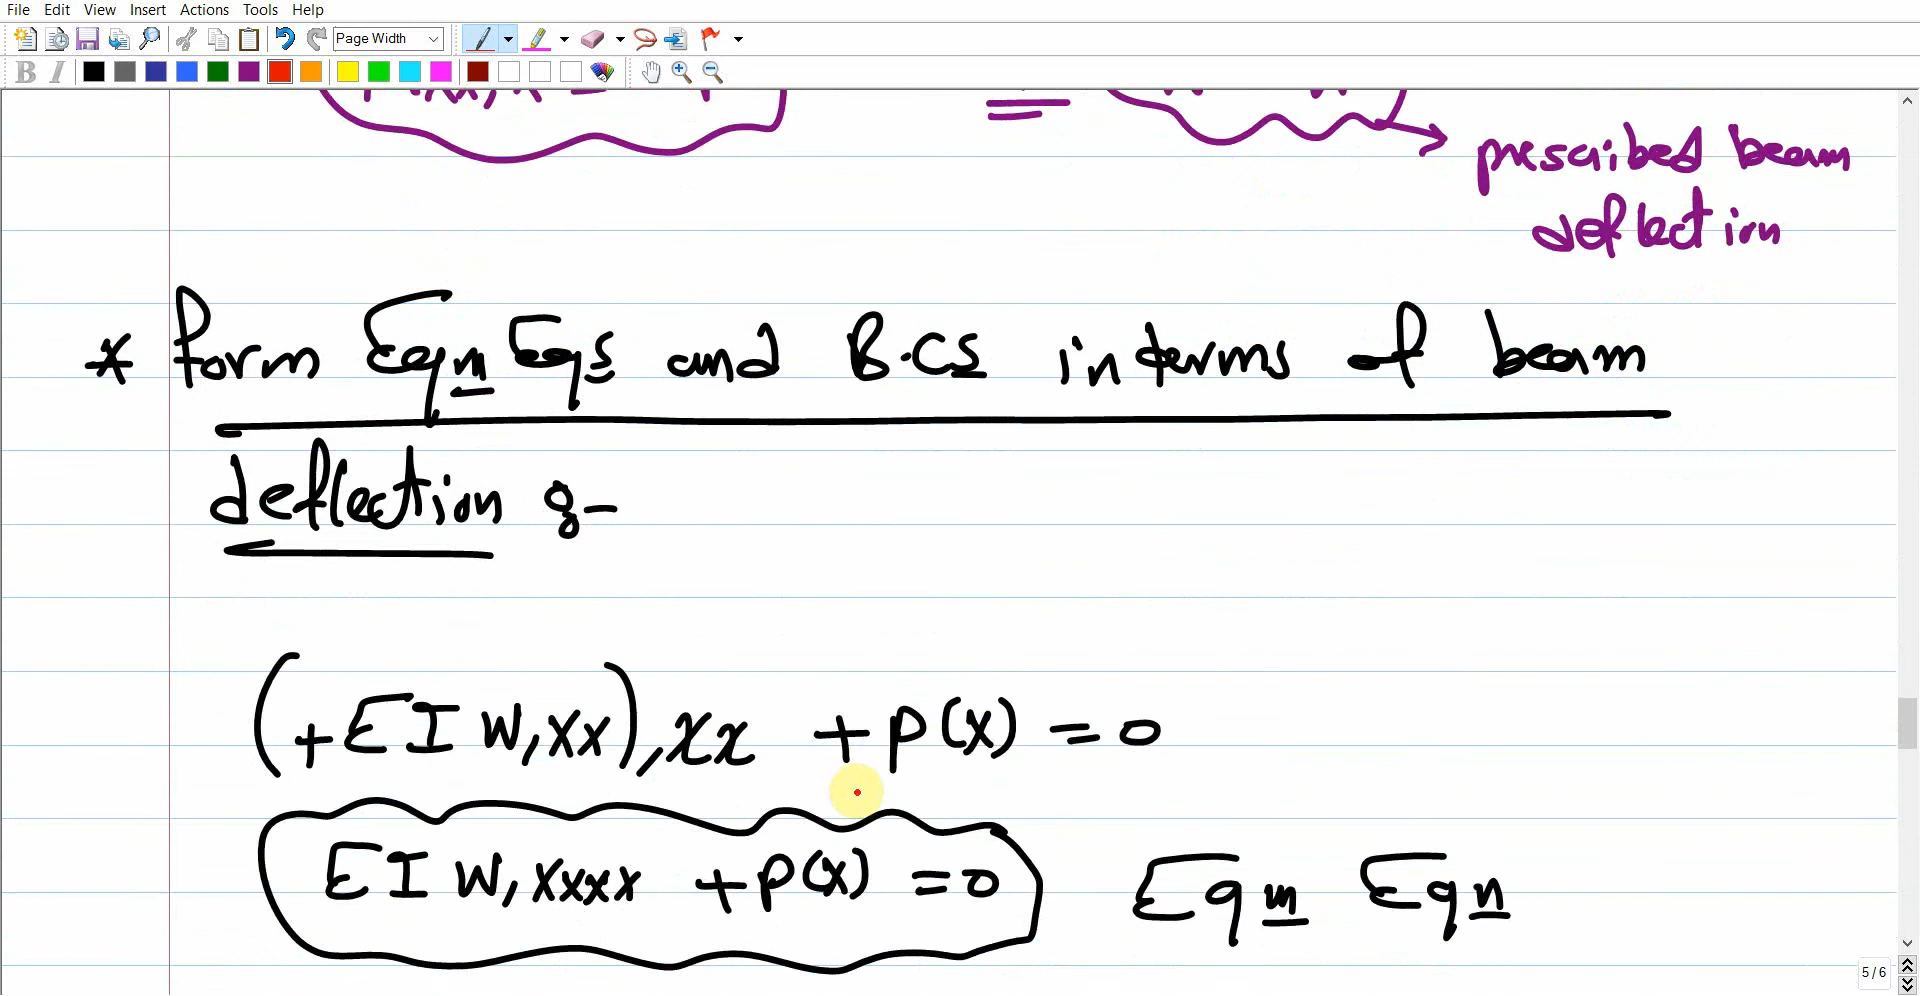 File Edit View Insert Actions Tools Help
Page Width
B I
prescribed beam
deflection
* Form Eqm Eqs and B.Cs in terms of beam
deflection :-
(+EI W,xx),xx + P(x) = 0
EI W,xxxx + P(x) = 0 Eqm Eqn
5 / 6